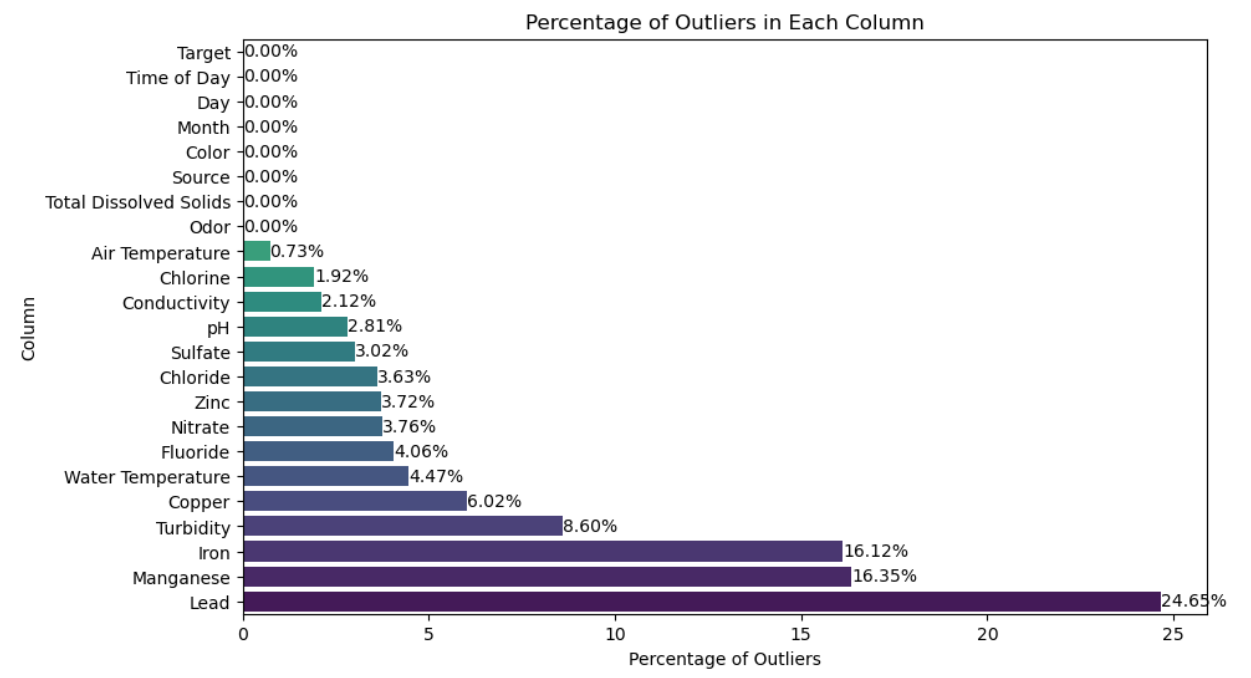 Percentage of Outliers in Each Column
Target 0.00%
Time of Day 0.00%
Day 0.00%
Month 0.00%
Color 0.00%
Source 0.00%
Total Dissolved Solids 0.00%
Odor 0.00%
Air Temperature 0.73%
Chlorine 1.92%
Conductivity 2.12%
pH 2.81%
Sulfate 3.02%
Chloride 3.63%
Zinc 3.72%
Nitrate 3.76%
Fluoride 4.06%
Water Temperature 4.47%
Copper 6.02%
Turbidity 8.60%
Iron 16.12%
Manganese 16.35%
Lead 24.65%
Column
0 5 10 15 20 25
Percentage of Outliers